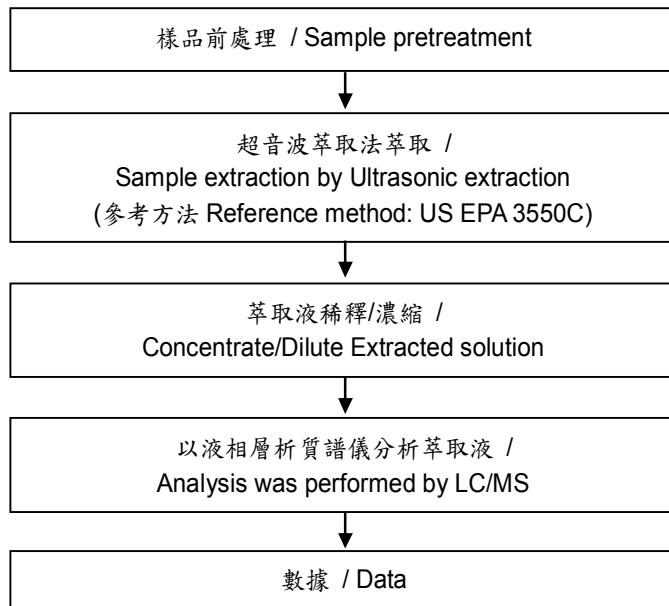 樣品前處理 / Sample pretreatment
超音波萃取法萃取 /
Sample extraction by Ultrasonic extraction
(參考方法 Reference method: US EPA 3550C)
萃取液稀釋/濃縮 /
Concentrate/Dilute Extracted solution
以液相層析質譜儀分析萃取液 /
Analysis was performed by LC/MS
數據 / Data